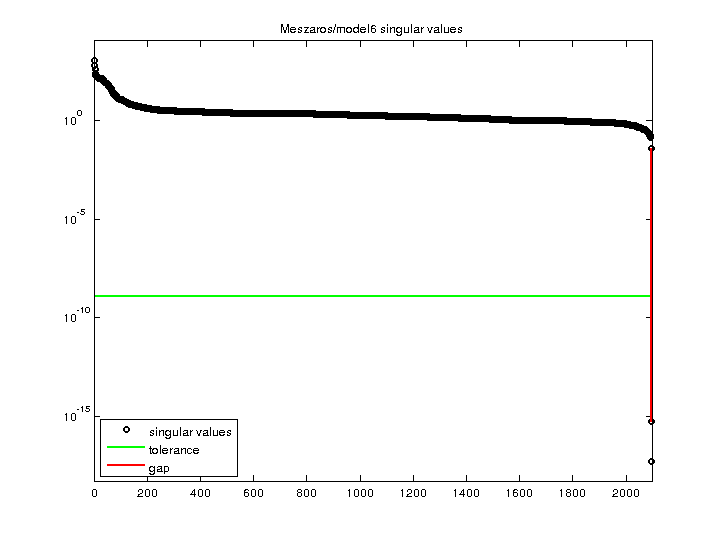 Meszaros/model6 singular values
10^0
10^-5
10^-10
10^-15
singular values
tolerance
gap
0 200 400 600 800 1000 1200 1400 1600 1800 2000